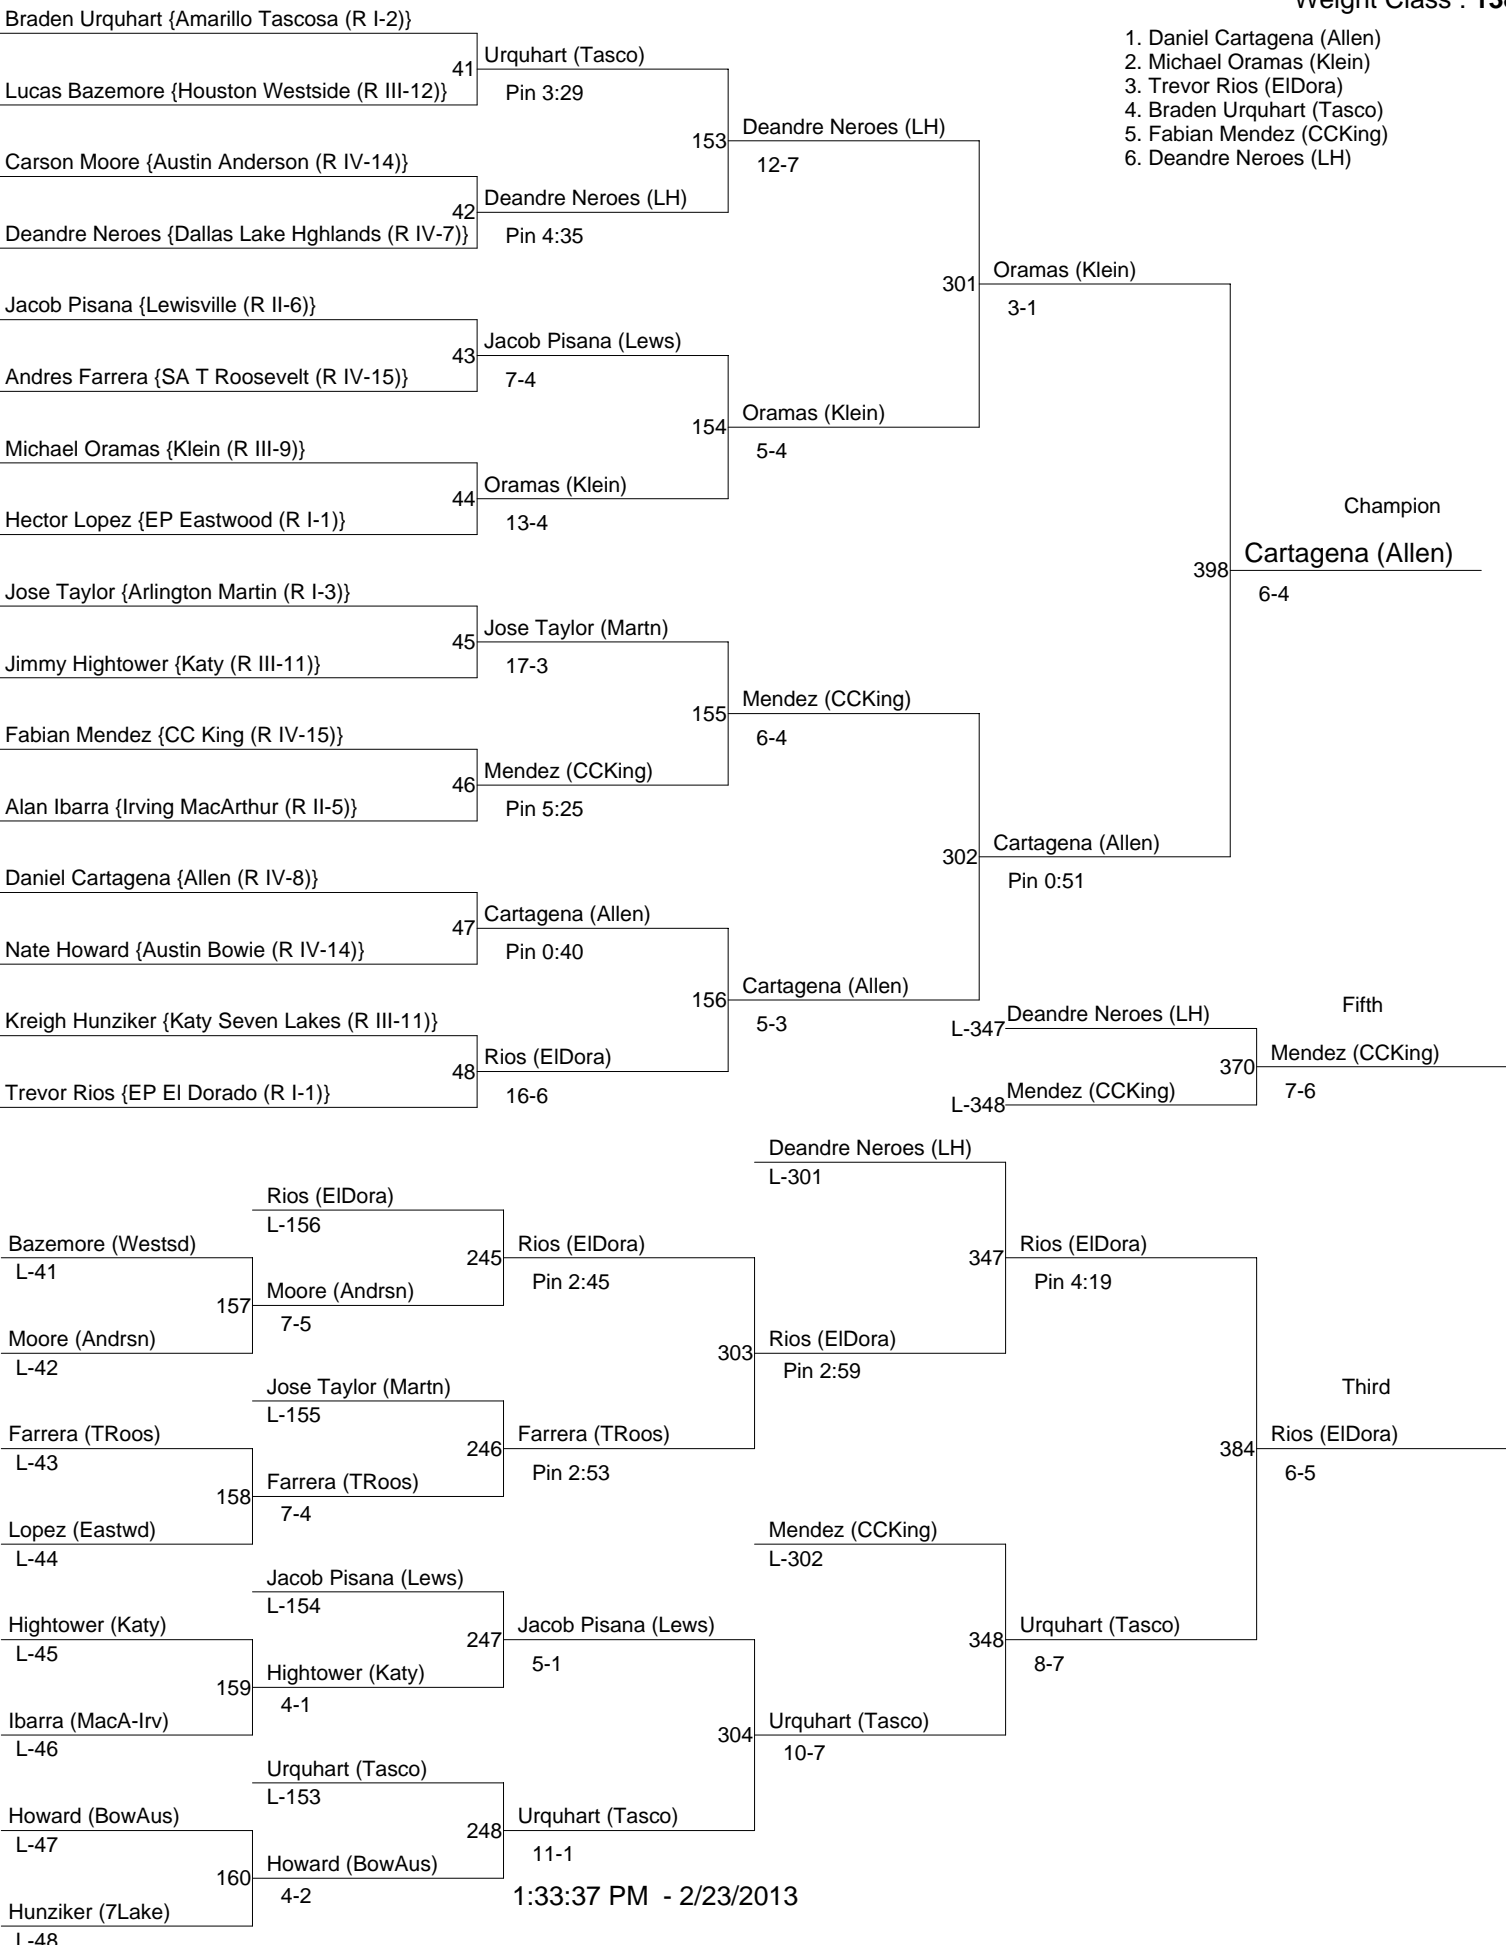 Weight Class : 138
1. Daniel Cartagena (Allen)
2. Michael Oramas (Klein)
3. Trevor Rios (ElDora)
4. Braden Urquhart (Tasco)
5. Fabian Mendez (CCKing)
6. Deandre Neroes (LH)
Braden Urquhart {Amarillo Tascosa (R I-2)}
Lucas Bazemore {Houston Westside (R III-12)}
Carson Moore {Austin Anderson (R IV-14)}
Deandre Neroes {Dallas Lake Hghlands (R IV-7)}
Jacob Pisana {Lewisville (R II-6)}
Andres Farrera {SA T Roosevelt (R IV-15)}
Michael Oramas {Klein (R III-9)}
Hector Lopez {EP Eastwood (R I-1)}
Jose Taylor {Arlington Martin (R I-3)}
Jimmy Hightower {Katy (R III-11)}
Fabian Mendez {CC King (R IV-15)}
Alan Ibarra {Irving MacArthur (R II-5)}
Daniel Cartagena {Allen (R IV-8)}
Nate Howard {Austin Bowie (R IV-14)}
Kreigh Hunziker {Katy Seven Lakes (R III-11)}
Trevor Rios {EP El Dorado (R I-1)}
41 Urquhart (Tasco)
Pin 3:29
42 Deandre Neroes (LH)
Pin 4:35
43 Jacob Pisana (Lews)
7-4
44 Oramas (Klein)
13-4
45 Jose Taylor (Martn)
17-3
46 Mendez (CCKing)
Pin 5:25
47 Cartagena (Allen)
Pin 0:40
48 Rios (ElDora)
16-6
153 Deandre Neroes (LH)
12-7
154 Oramas (Klein)
5-4
155 Mendez (CCKing)
6-4
156 Cartagena (Allen)
5-3
301 Oramas (Klein)
3-1
302 Cartagena (Allen)
Pin 0:51
Champion
398 Cartagena (Allen)
6-4
L-347 Deandre Neroes (LH)
L-348 Mendez (CCKing)
Fifth
370 Mendez (CCKing)
7-6
Bazemore (Westsd)
L-41
Moore (Andrsn)
L-42
Farrera (TRoos)
L-43
Lopez (Eastwd)
L-44
Hightower (Katy)
L-45
Ibarra (MacA-Irv)
L-46
Howard (BowAus)
L-47
Hunziker (7Lake)
L-48
Rios (ElDora)
L-156
157 Moore (Andrsn)
7-5
Jose Taylor (Martn)
L-155
158 Farrera (TRoos)
7-4
Jacob Pisana (Lews)
L-154
159 Hightower (Katy)
4-1
Urquhart (Tasco)
L-153
160 Howard (BowAus)
4-2
245 Rios (ElDora)
Pin 2:45
246 Farrera (TRoos)
Pin 2:53
247 Jacob Pisana (Lews)
5-1
248 Urquhart (Tasco)
11-1
Deandre Neroes (LH)
L-301
303 Rios (ElDora)
Pin 2:59
Mendez (CCKing)
L-302
304 Urquhart (Tasco)
10-7
347 Rios (ElDora)
Pin 4:19
348 Urquhart (Tasco)
8-7
Third
384 Rios (ElDora)
6-5
1:33:37 PM - 2/23/2013